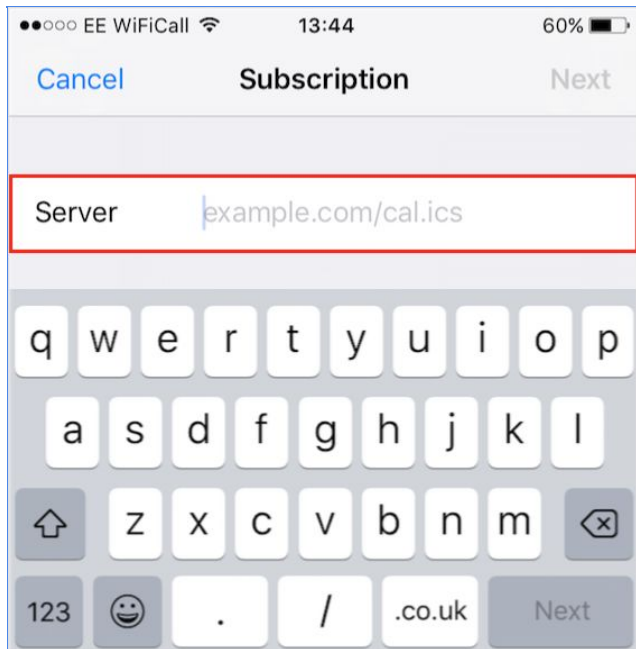 EE WiFiCall 13:44 60%
Cancel Subscription Next
Server example.com/cal.ics
q w e r t y u i o p
a s d f g h j k l
z x c v b n m
123 . / .co.uk Next